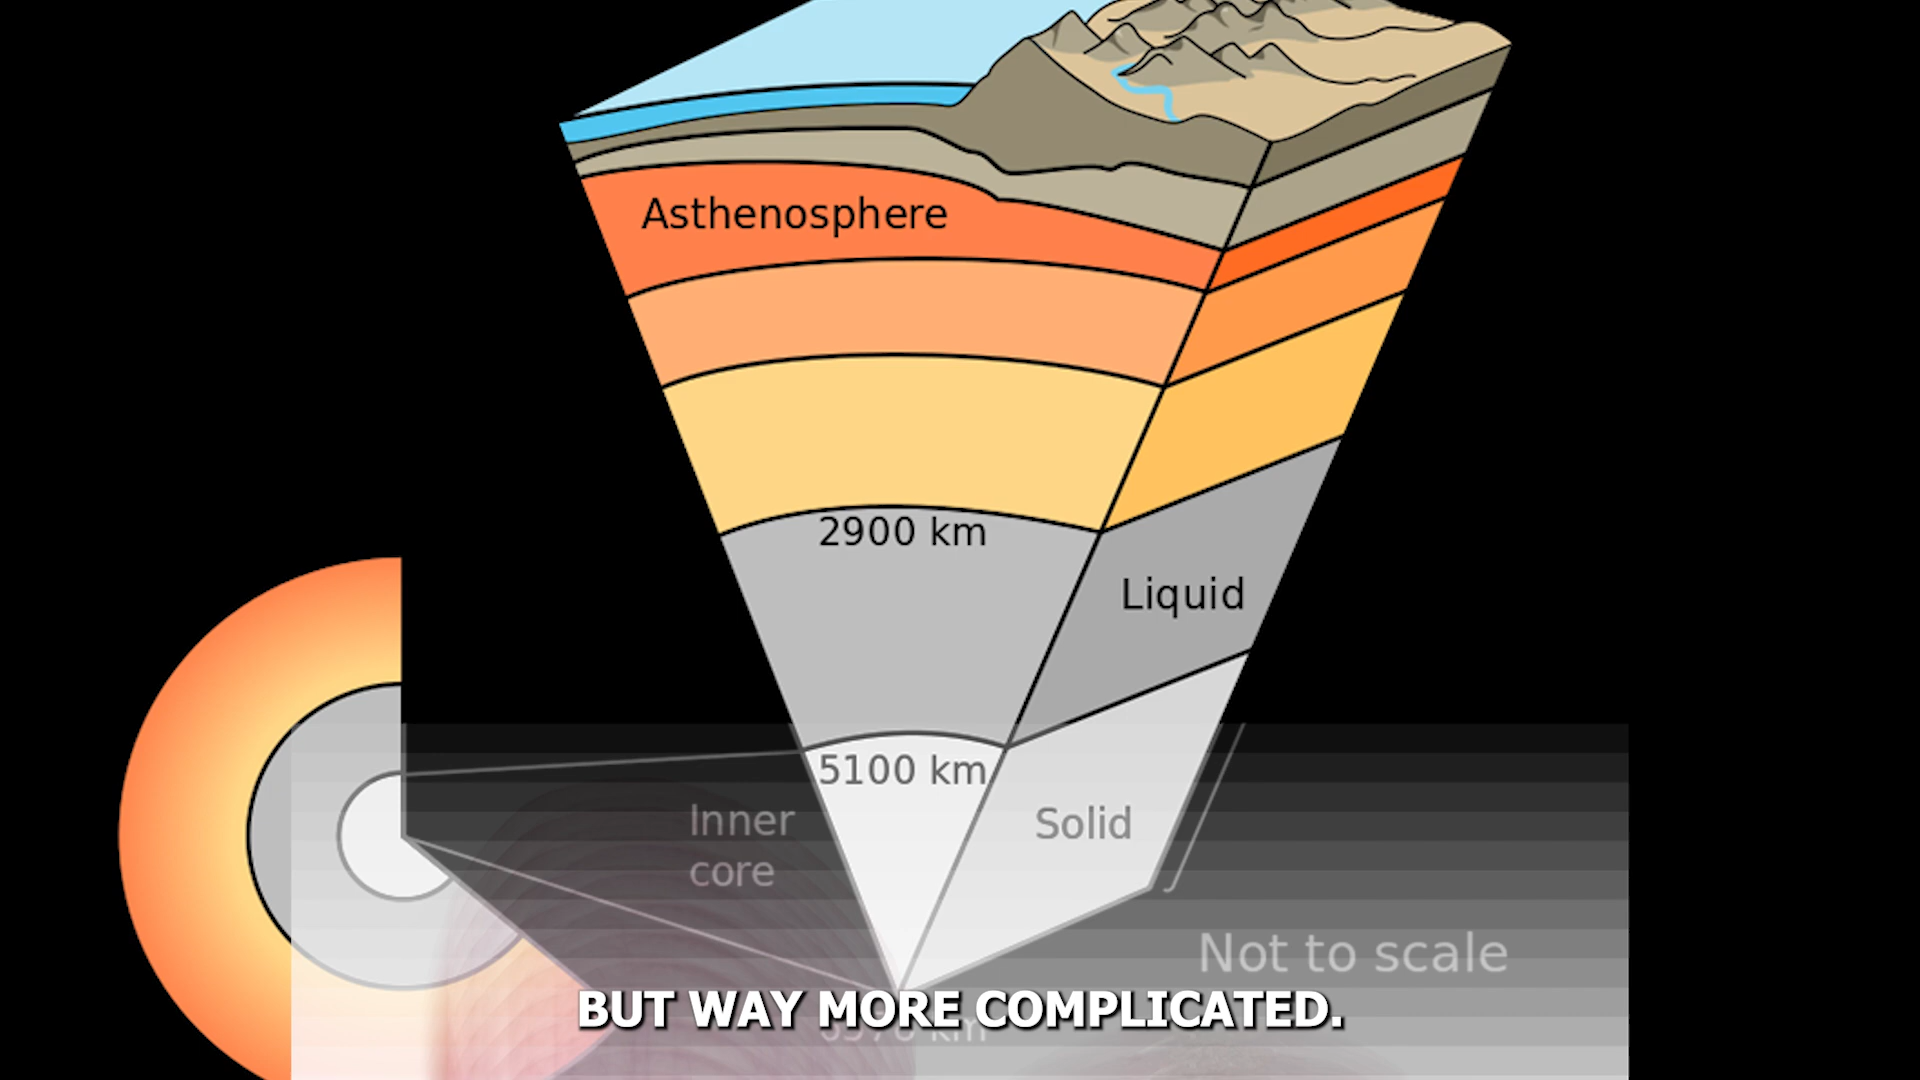 Asthenosphere
2900 km
Liquid
5100 km
Inner
core
Solid
Not to scale
BUT WAY MORE COMPLICATED.